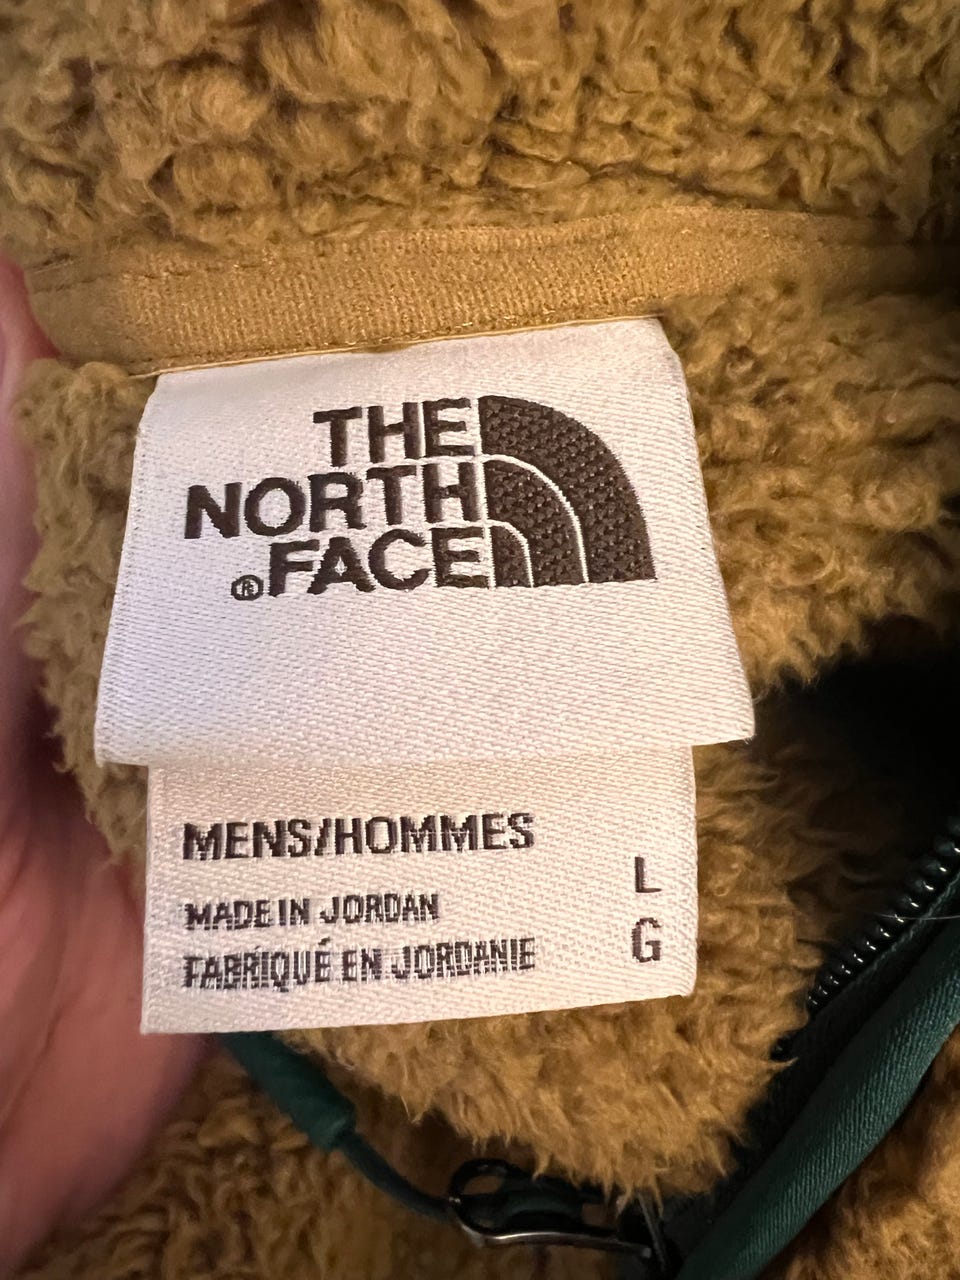 THE
NORTH
FACE
®
MENS/HOMMES
L
MADE IN JORDAN
G
FABRIQUÉ EN JORDANIE